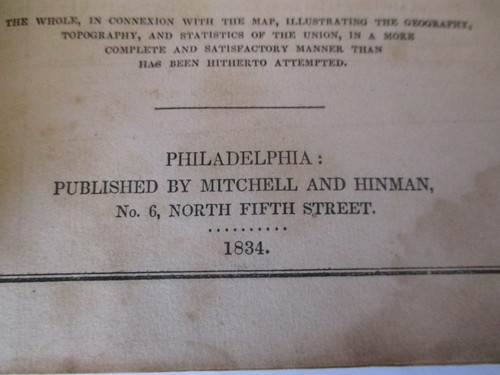 THE WHOLE, IN CONNEXION WITH THE MAP, ILLUSTRATING THE GEOGRAPHY,
TOPOGRAPHY, AND STATISTICS OF THE UNION, IN A MORE
COMPLETE AND SATISFACTORY MANNER THAN
HAS BEEN HITHERTO ATTEMPTED.
PHILADELPHIA:
PUBLISHED BY MITCHELL AND HINMAN,
No. 6, NORTH FIFTH STREET.
..........
1834.